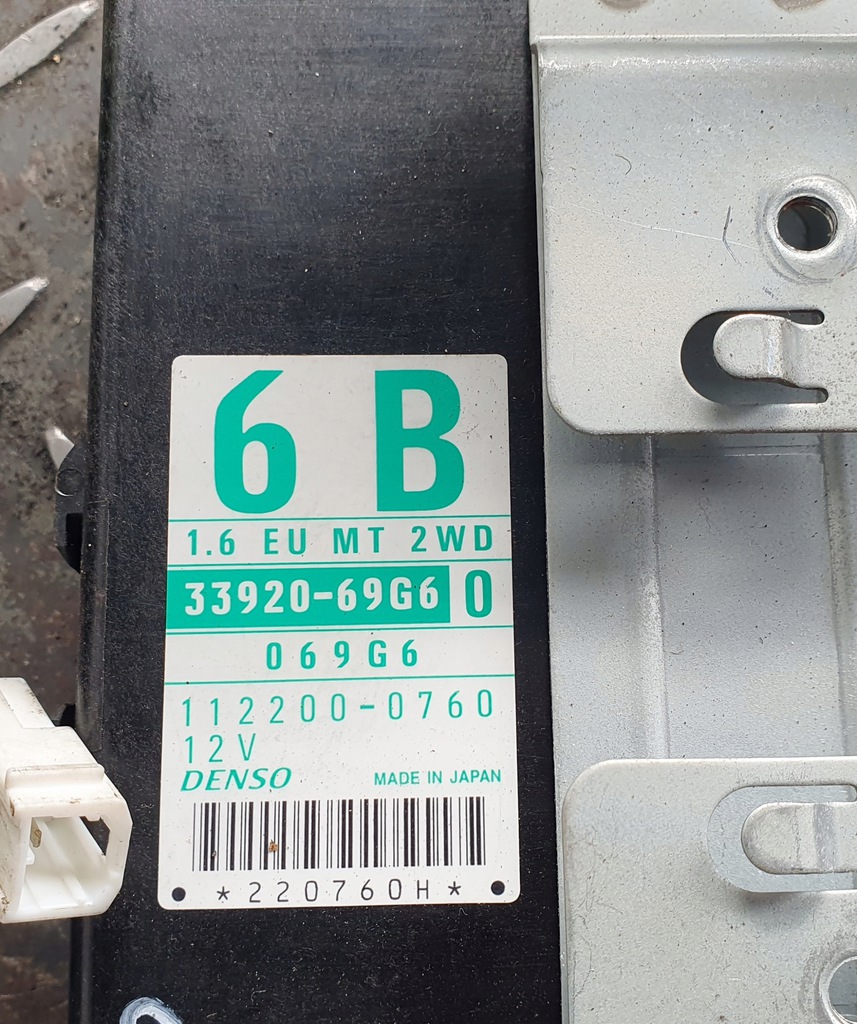 6 B
1.6 EU MT 2WD
33920-69G6 0
069G6
112200-0760
12V
DENSO MADE IN JAPAN
*220760H*